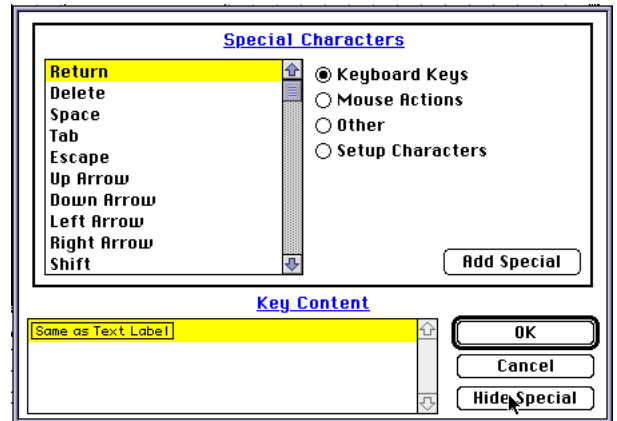 Special Characters
Return
Delete
Space
Tab
Escape
Up Arrow
Down Arrow
Left Arrow
Right Arrow
Shift
Keyboard Keys
Mouse Actions
Other
Setup Characters
Add Special
Key Content
Same as Text Label
OK
Cancel
Hide Special